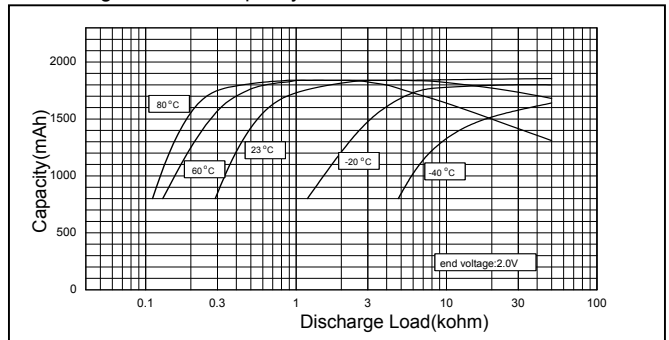 Capacity(mAh)
2000
1500
1000
500
0
80°C
60°C
23°C
-20°C
-40°C
end voltage:2.0V
0.1
0.3
1
3
10
30
100
Discharge Load(kohm)